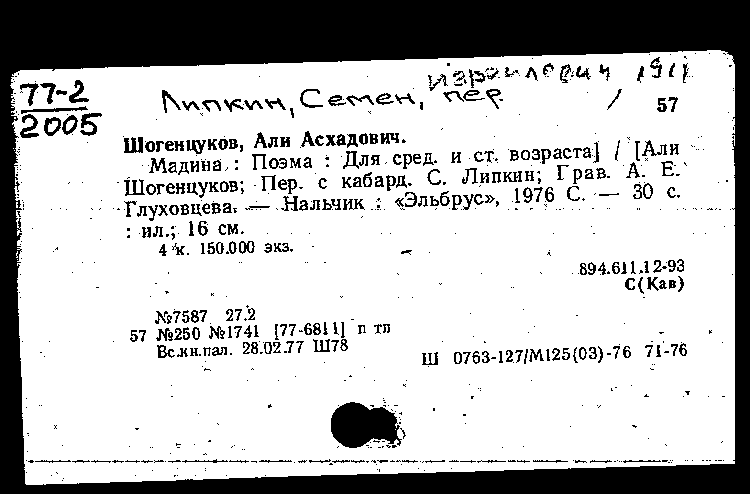 77-2
2005
Липкин, Семен, Израилевич 1911
пер. / 57
Шогенцуков, Али Асхадович.
Мадина : Поэма : [Для сред. и ст. возраста] / [Али
Шогенцуков; Пер. с кабард. С. Липкин; Грав. А. Е.
Глуховцева. — Нальчик : «Эльбрус», 1976 С. — 30 с.
: ил.; 16 см.
4 к. 150.000 экз.
894.611.12-93
С(Кав)
№7587 27.2
57 №250 №1741 [77-6811] п тп
Вс.кн.пал. 28.02.77 Ш78
Ш 0763-127/М125(03)-76 71-76